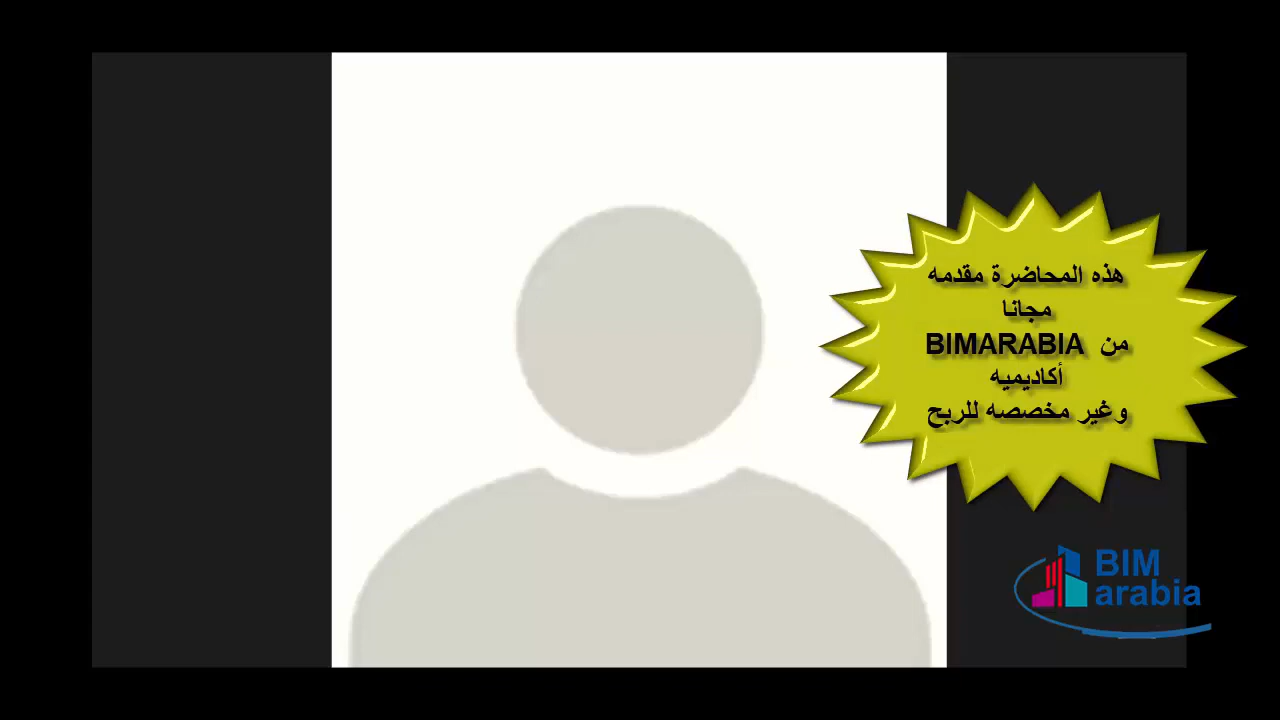 هذه المحاضرة مقدمه
مجانا
من BIMARABIA
أكاديميه
وغير مخصصه للربح
BIM
arabia